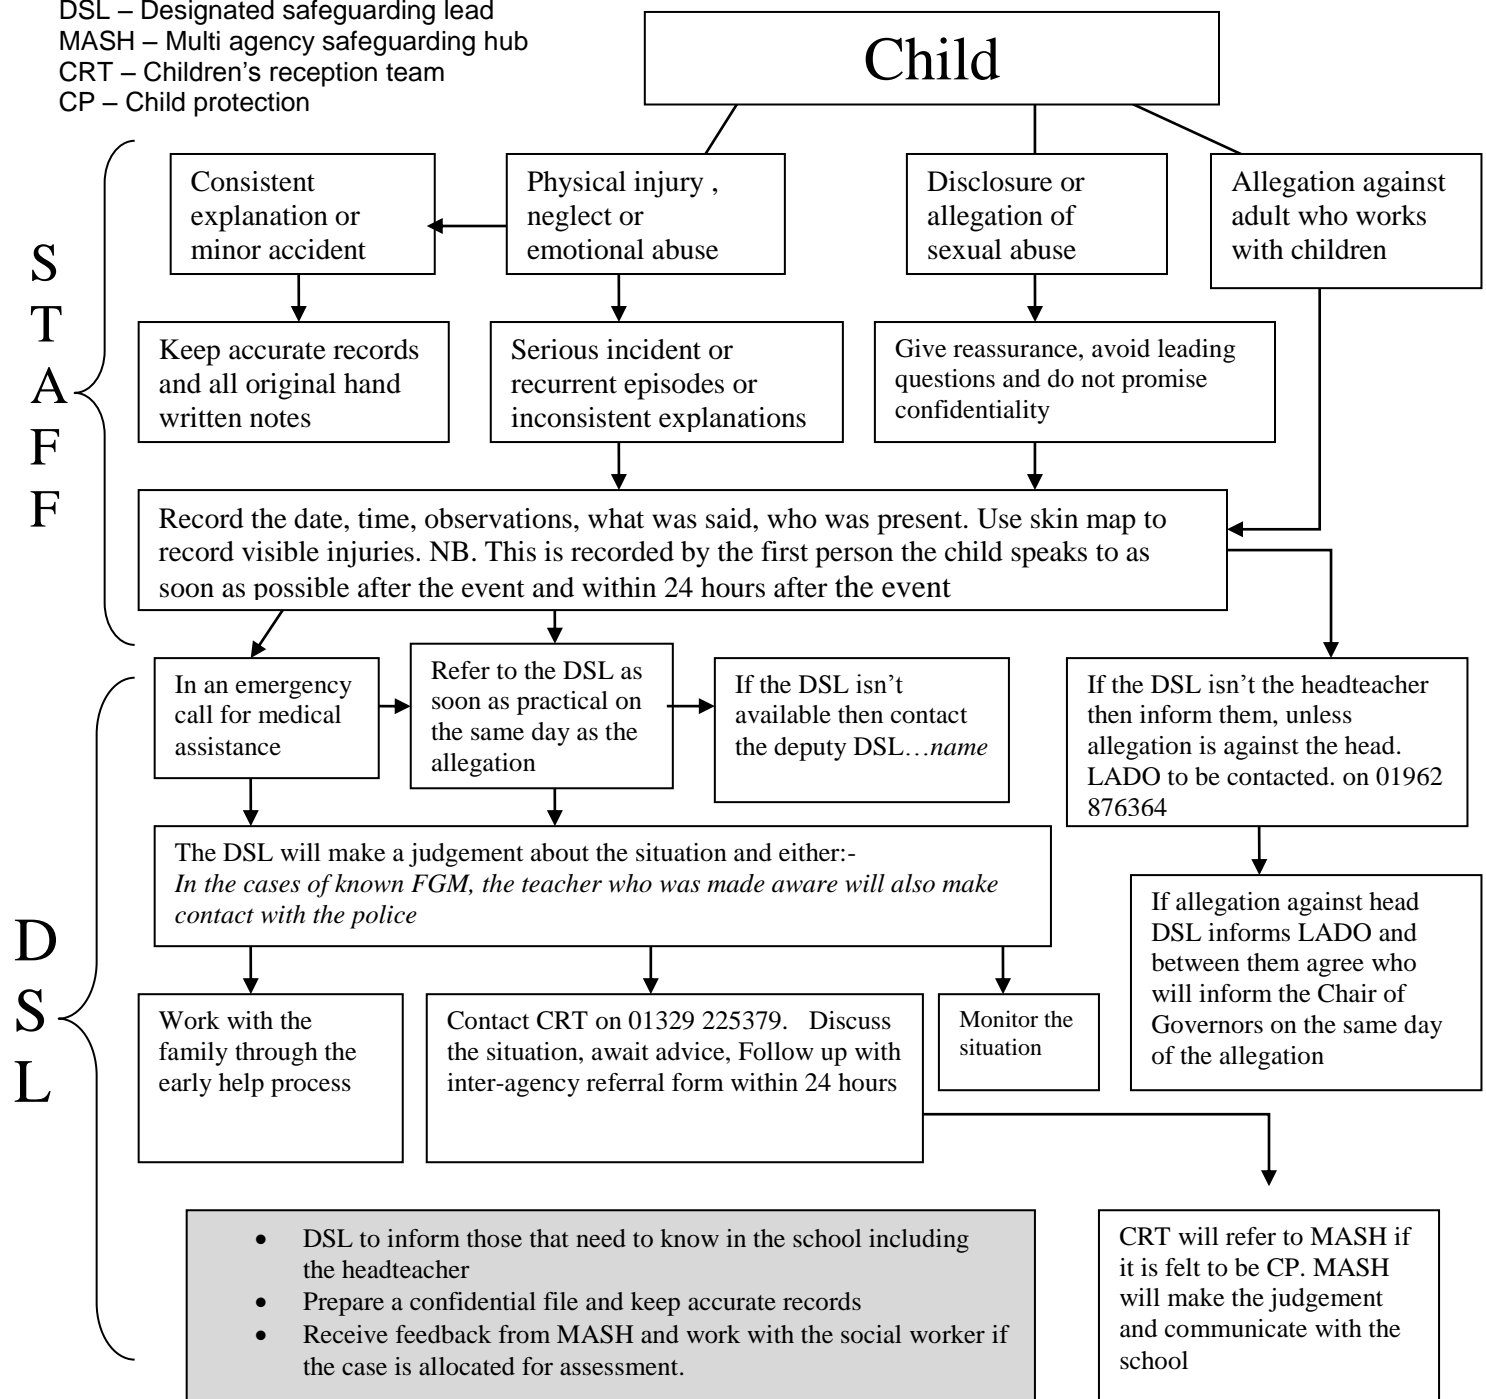 DSL – Designated safeguarding lead
MASH – Multi agency safeguarding hub
CRT – Children's reception team
CP – Child protection
Child
STAFF
Consistent
explanation or
minor accident
Physical injury ,
neglect or
emotional abuse
Disclosure or
allegation of
sexual abuse
Allegation against
adult who works
with children
Keep accurate records
and all original hand
written notes
Serious incident or
recurrent episodes or
inconsistent explanations
Give reassurance, avoid leading
questions and do not promise
confidentiality
Record the date, time, observations, what was said, who was present. Use skin map to
record visible injuries. NB. This is recorded by the first person the child speaks to as
soon as possible after the event and within 24 hours after the event
DSL
In an emergency
call for medical
assistance
Refer to the DSL as
soon as practical on
the same day as the
allegation
If the DSL isn't
available then contact
the deputy DSL…name
If the DSL isn't the headteacher
then inform them, unless
allegation is against the head.
LADO to be contacted. on 01962
876364
The DSL will make a judgement about the situation and either:-
In the cases of known FGM, the teacher who was made aware will also make
contact with the police
If allegation against head
DSL informs LADO and
between them agree who
will inform the Chair of
Governors on the same day
of the allegation
Work with the
family through the
early help process
Contact CRT on 01329 225379. Discuss
the situation, await advice, Follow up with
inter-agency referral form within 24 hours
Monitor the
situation
• DSL to inform those that need to know in the school including
the headteacher
• Prepare a confidential file and keep accurate records
• Receive feedback from MASH and work with the social worker if
the case is allocated for assessment.
CRT will refer to MASH if
it is felt to be CP. MASH
will make the judgement
and communicate with the
school